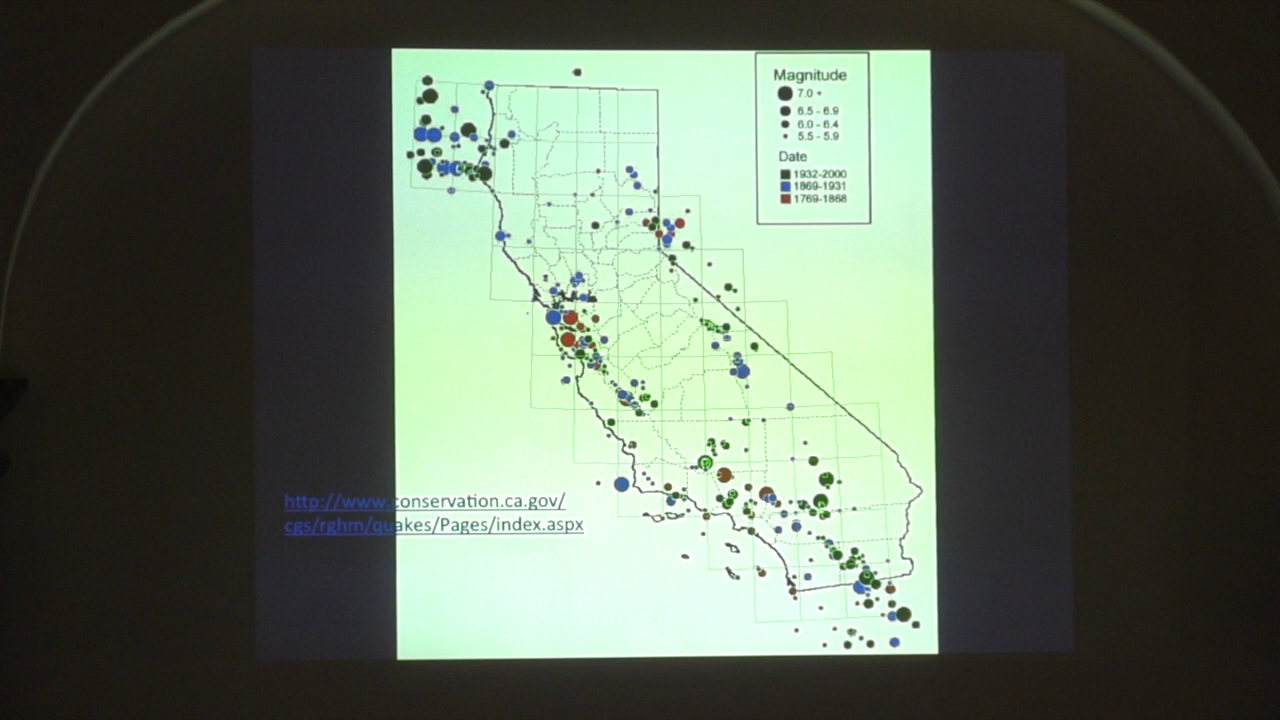 Magnitude
7.0 +
6.5 - 6.9
6.0 - 6.4
5.5 - 5.9
Date
1932-2000
1869-1931
1769-1868
http://www.conservation.ca.gov/
cgs/rghm/quakes/Pages/index.aspx